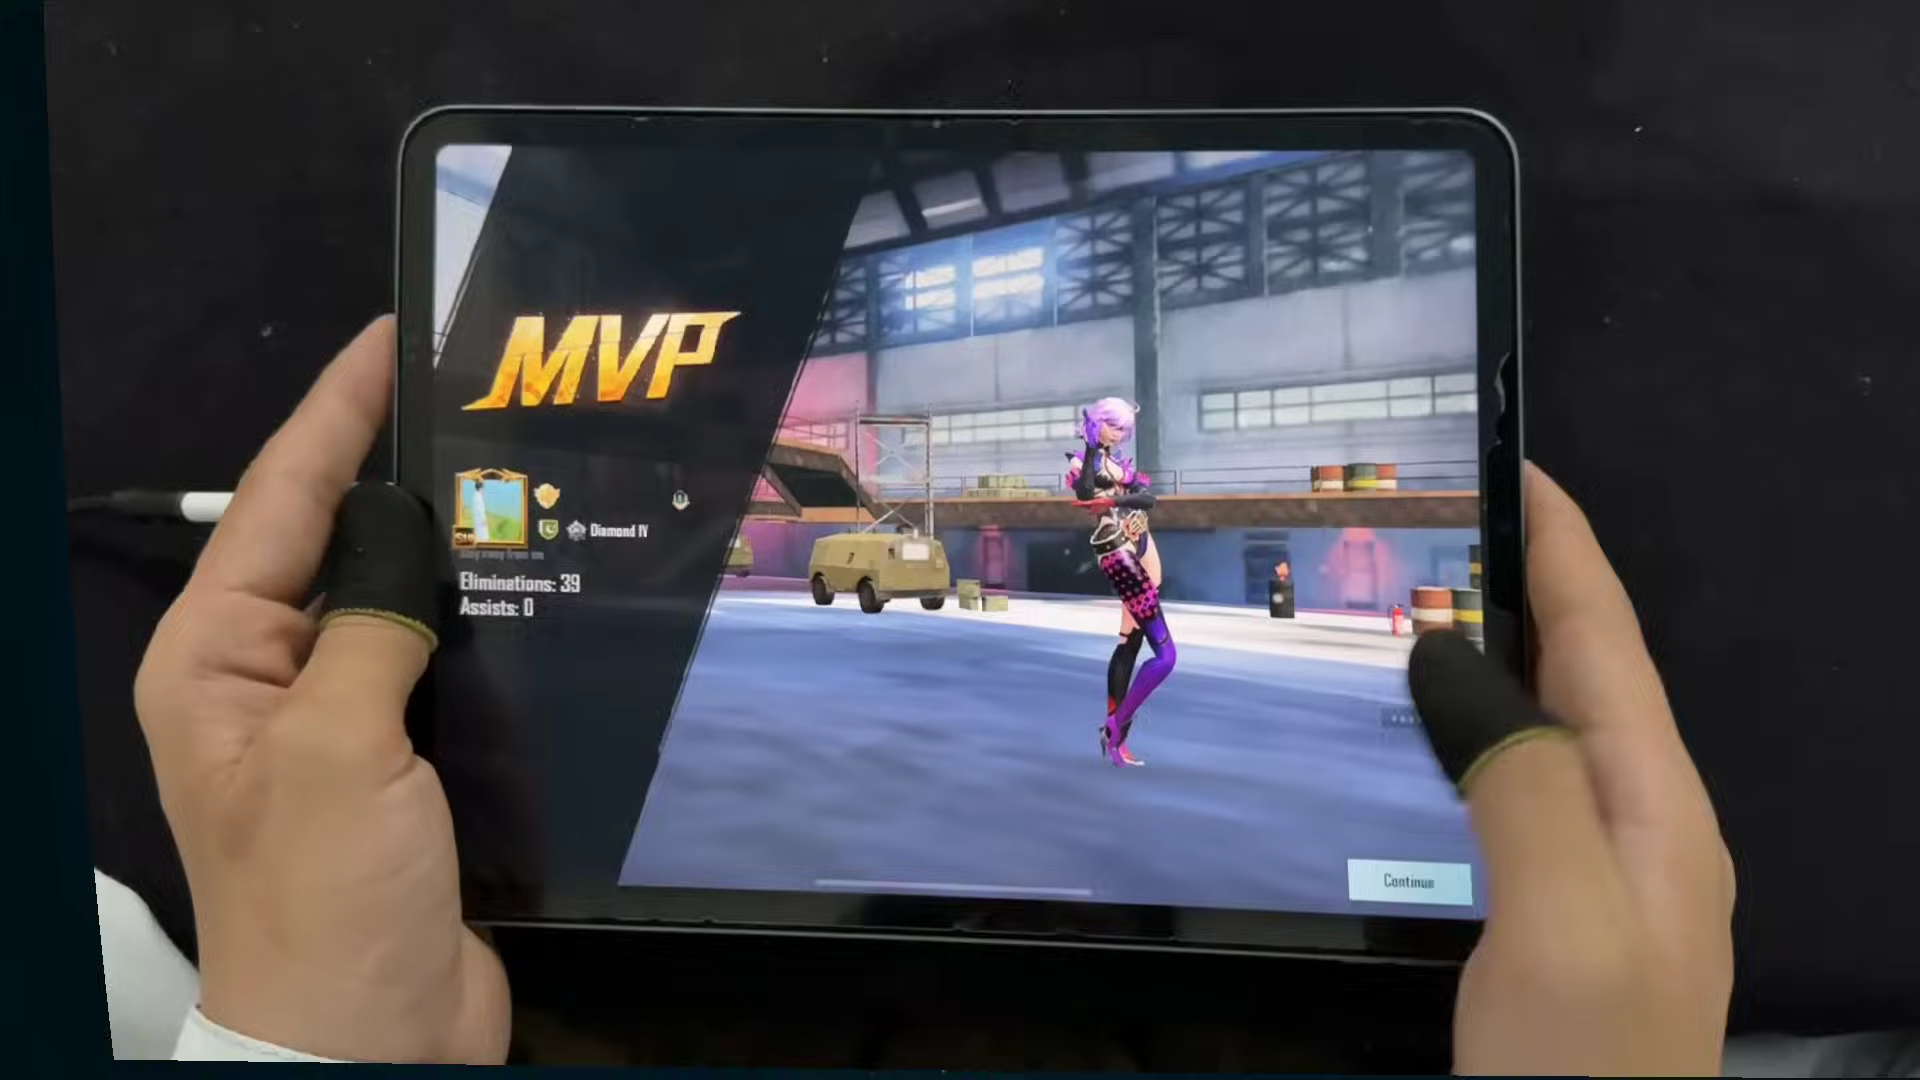 MVP
Diamond IV
Eliminations: 39
Assists: 0
Continue